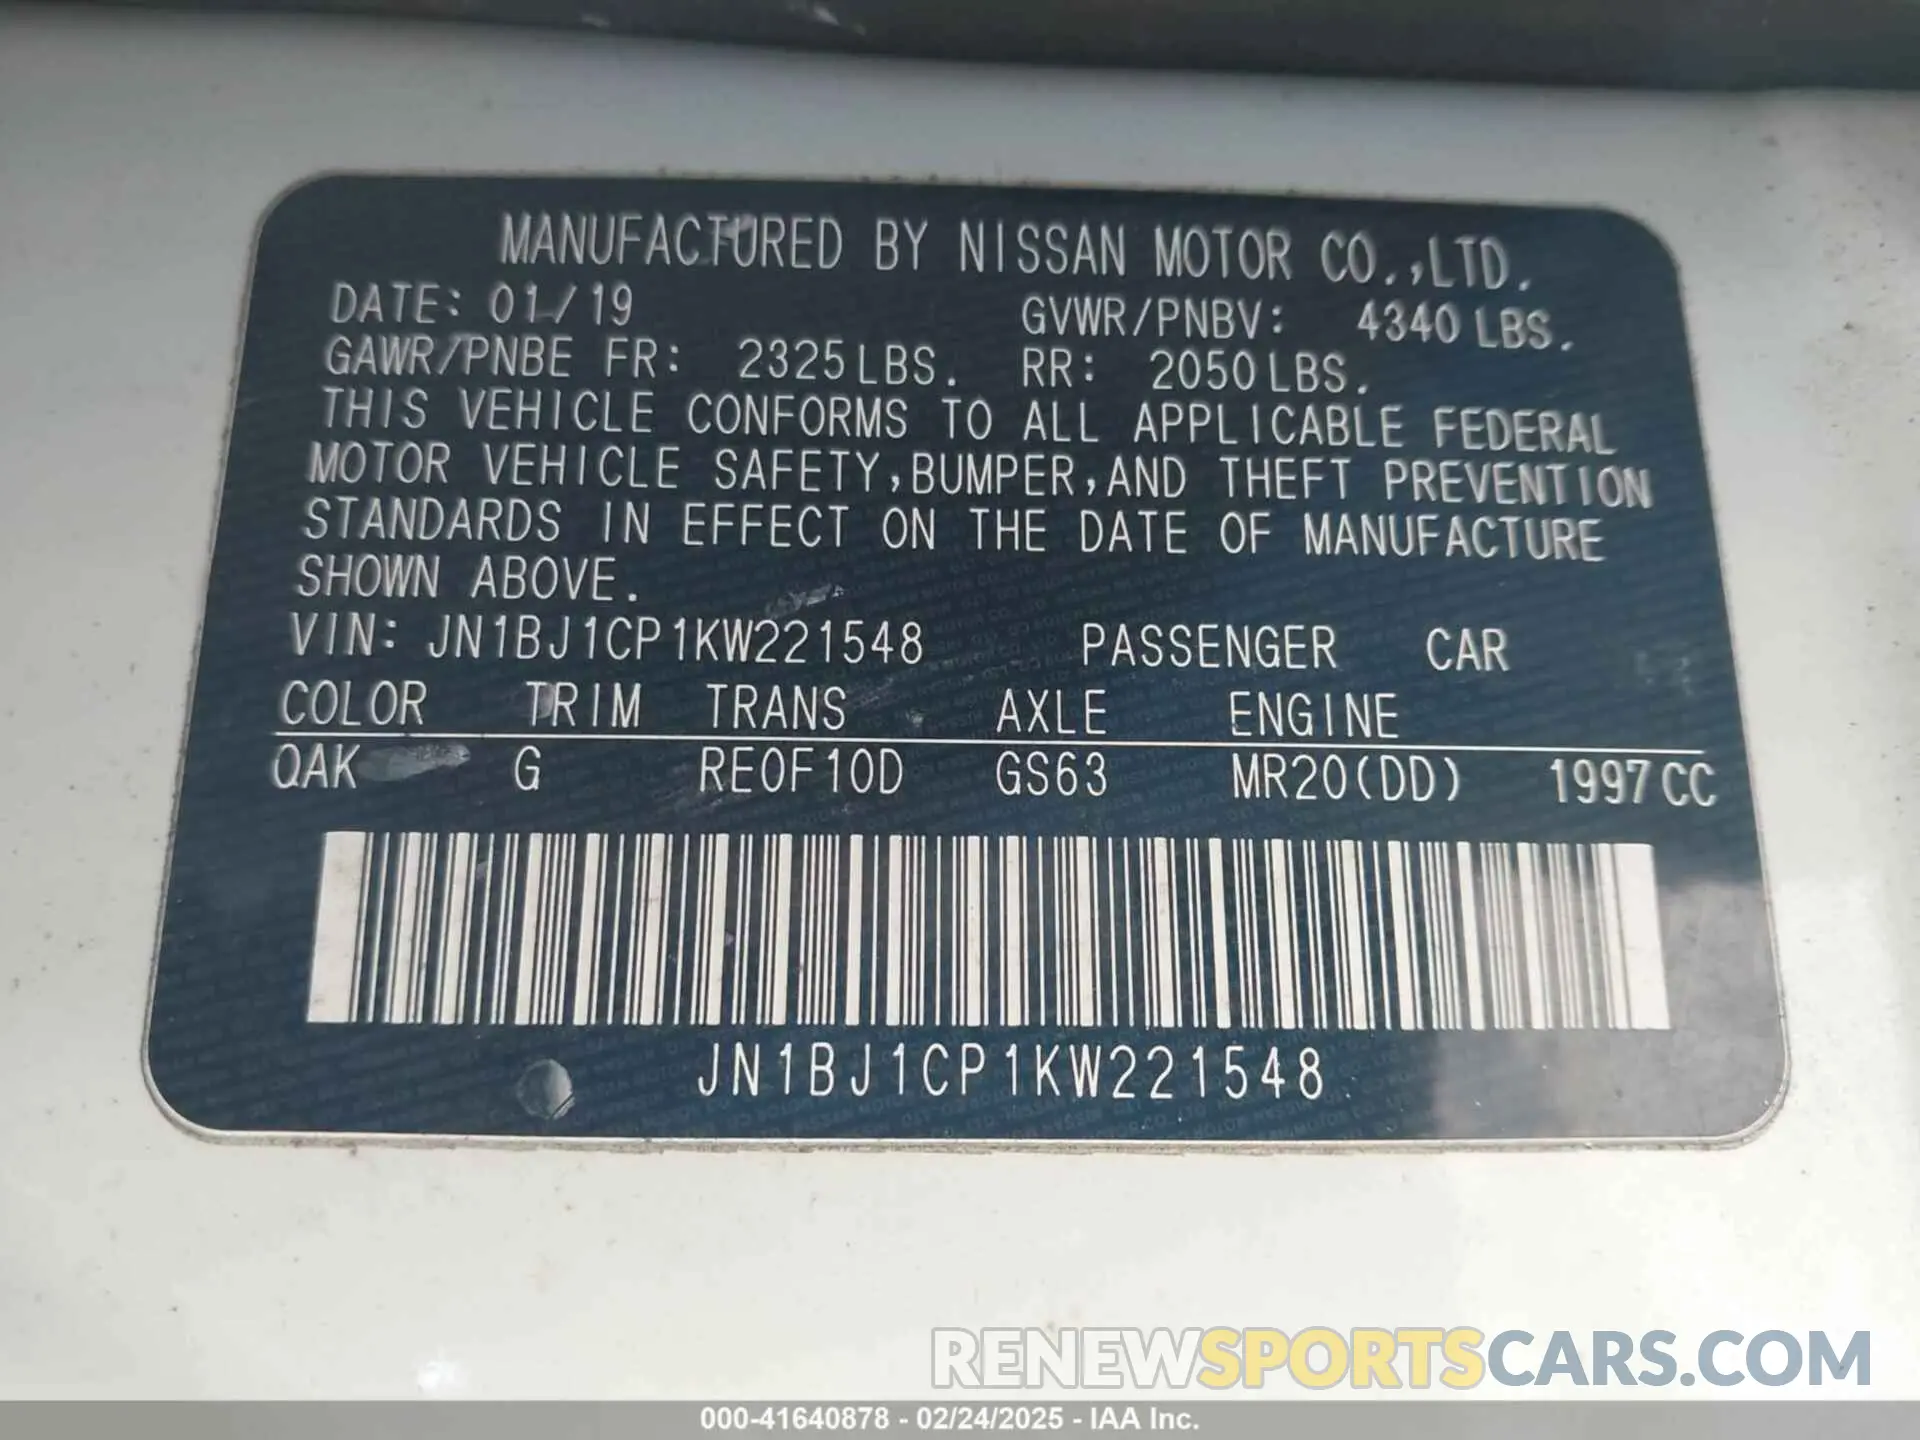 MANUFACTURED BY NISSAN MOTOR CO.,LTD.
DATE: 01/19 GVWR/PNBV: 4340 LBS.
GAWR/PNBE FR: 2325 LBS. RR: 2050 LBS.
THIS VEHICLE CONFORMS TO ALL APPLICABLE FEDERAL
MOTOR VEHICLE SAFETY, BUMPER, AND THEFT PREVENTION
STANDARDS IN EFFECT ON THE DATE OF MANUFACTURE
SHOWN ABOVE.
VIN: JN1BJ1CP1KW221548 PASSENGER CAR
COLOR TRIM TRANS AXLE ENGINE
QAK G RE0F10D GS63 MR20(DD) 1997 CC
JN1BJ1CP1KW221548
RENEWSPORTSCARS.COM
000-41640878 - 02/24/2025 - IAA Inc.